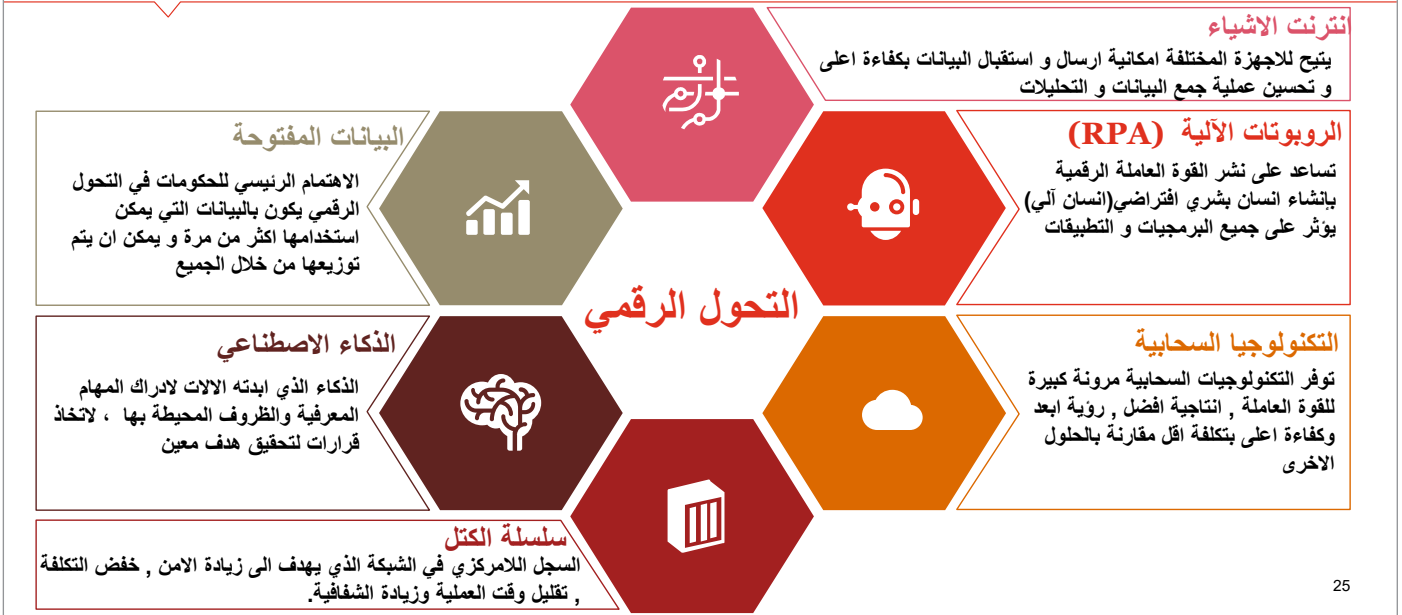 انترنت الاشياء
يتيح للاجهزة المختلفة امكانية ارسال و استقبال البيانات بكفاءة اعلى
و تحسين عملية جمع البيانات و التحليلات
الروبوتات الآلية (RPA)
تساعد على نشر القوة العاملة الرقمية
بإنشاء انسان بشري افتراضي(انسان آلي)
يؤثر على جميع البرمجيات و التطبيقات
البيانات المفتوحة
الاهتمام الرئيسي للحكومات في التحول
الرقمي يكون بالبيانات التي يمكن
استخدامها اكثر من مرة و يمكن ان يتم
توزيعها من خلال الجميع
التحول الرقمي
التكنولوجيا السحابية
توفر التكنولوجيات السحابية مرونة كبيرة
للقوة العاملة , انتاجية افضل , رؤية ابعد
وكفاءة اعلى بتكلفة اقل مقارنة بالحلول
الاخرى
الذكاء الاصطناعي
الذكاء الذي ابدته الالات لادراك المهام
المعرفية والظروف المحيطة بها ، لاتخاذ
قرارات لتحقيق هدف معين
سلسلة الكتل
السجل اللامركزي في الشبكة الذي يهدف الى زيادة الامن , خفض التكلفة
, تقليل وقت العملية وزيادة الشفافية.
25